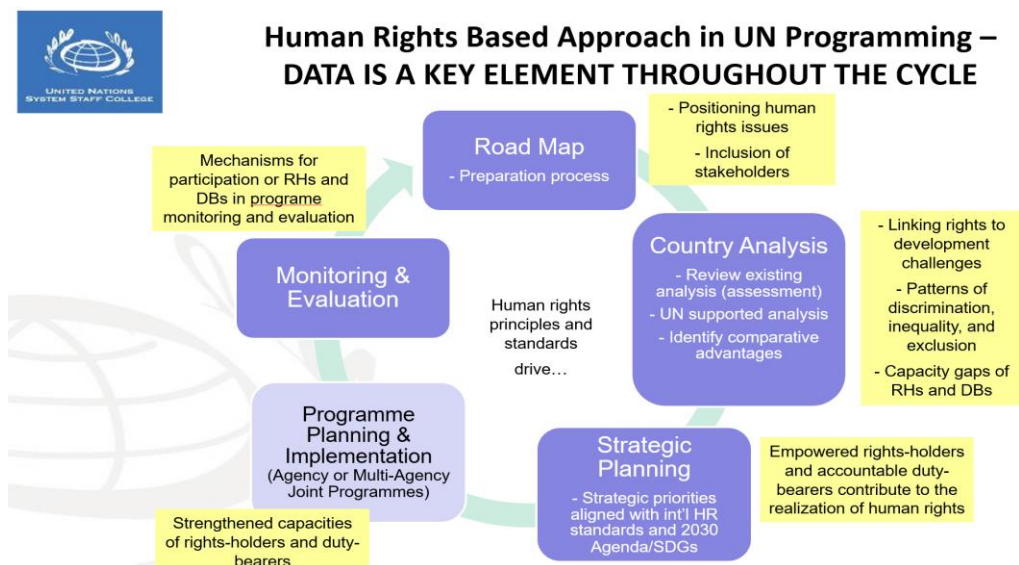 UNITED NATIONS
SYSTEM STAFF COLLEGE
Human Rights Based Approach in UN Programming –
DATA IS A KEY ELEMENT THROUGHOUT THE CYCLE
Road Map
- Preparation process
- Positioning human
rights issues
- Inclusion of
stakeholders
Country Analysis
- Review existing
analysis (assessment)
- UN supported analysis
- Identify comparative
advantages
- Linking rights to
development
challenges
- Patterns of
discrimination,
inequality, and
exclusion
- Capacity gaps of
RHs and DBs
Strategic
Planning
- Strategic priorities
aligned with int'l HR
standards and 2030
Agenda/SDGs
Empowered rights-holders
and accountable duty-
bearers contribute to the
realization of human rights
Programme
Planning &
Implementation
(Agency or Multi-Agency
Joint Programmes)
Strengthened capacities
of rights-holders and duty-
bearers
Monitoring &
Evaluation
Mechanisms for
participation or RHs and
DBs in programe
monitoring and evaluation
Human rights
principles and
standards
drive…